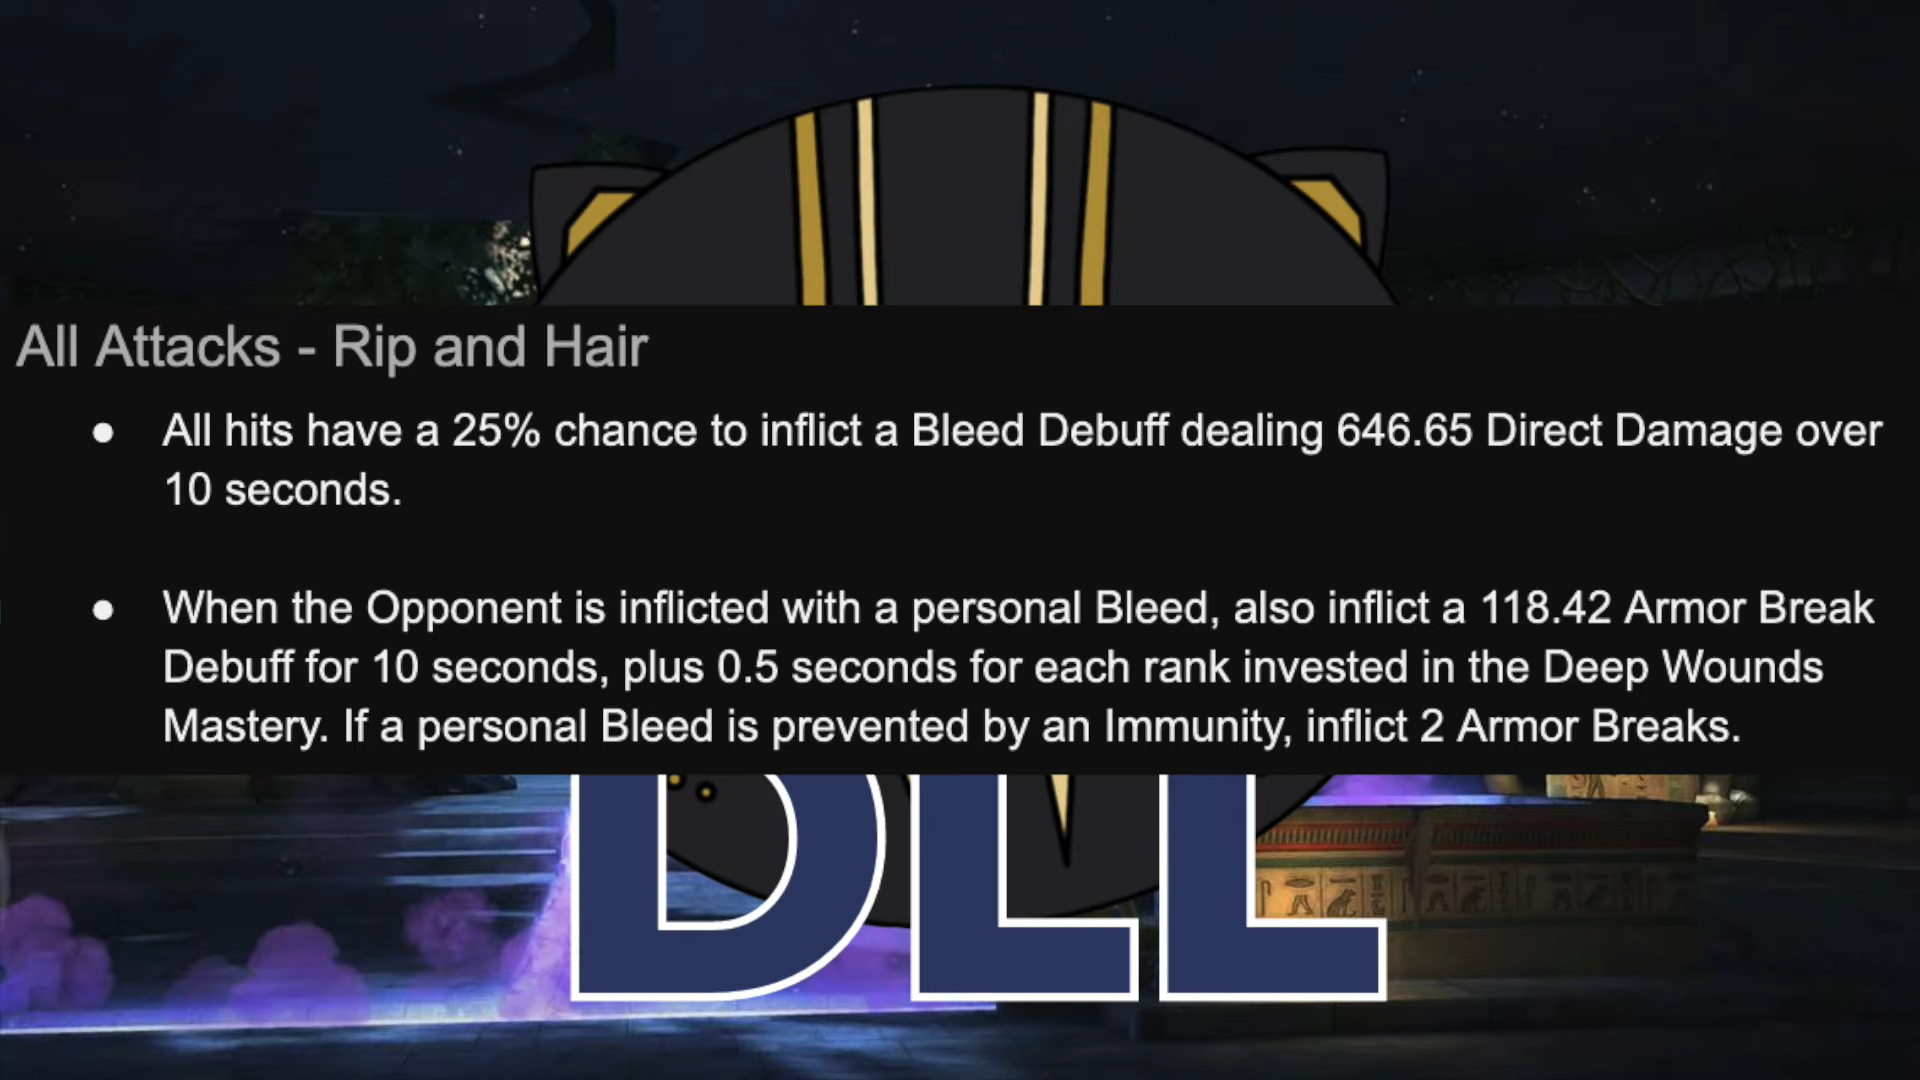 All Attacks - Rip and Hair
● All hits have a 25% chance to inflict a Bleed Debuff dealing 646.65 Direct Damage over
10 seconds.
● When the Opponent is inflicted with a personal Bleed, also inflict a 118.42 Armor Break
Debuff for 10 seconds, plus 0.5 seconds for each rank invested in the Deep Wounds
Mastery. If a personal Bleed is prevented by an Immunity, inflict 2 Armor Breaks.
DLL